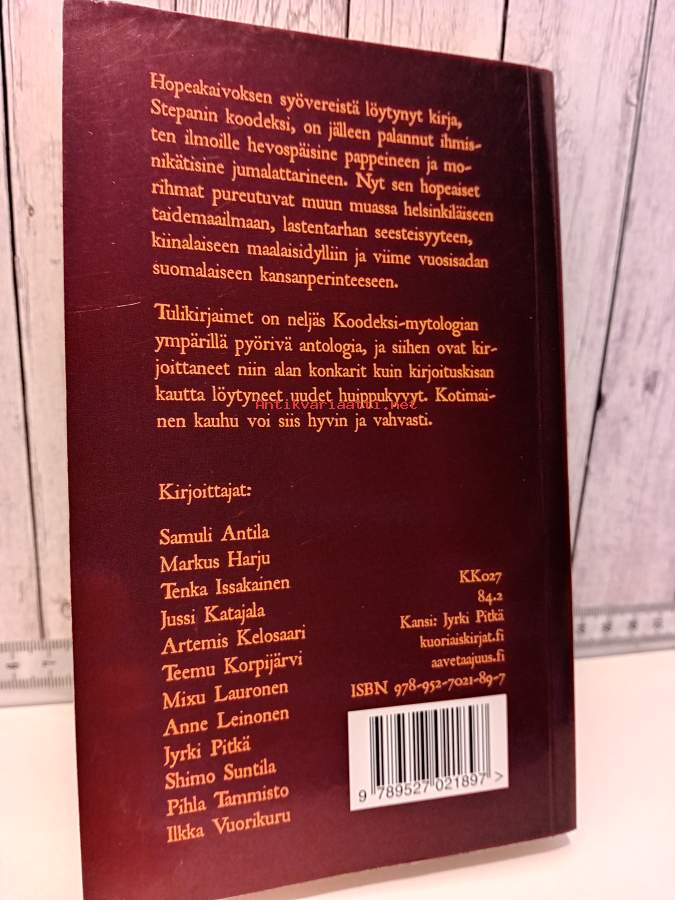 Hopeakaivoksen syövereistä löytynyt kirja,
Stepanin koodeksi, on jälleen palannut ihmis-
ten ilmoille hevospäisine pappeineen ja mo-
nikätisine jumalattarineen. Nyt sen hopeaiset
rihmat pureutuvat muun muassa helsinkiläiseen
taidemaailmaan, lastentarhan seesteisyyteen,
kiinalaiseen maalaisidylliin ja viime vuosisadan
suomalaiseen kansanperinteeseen.
Tulikirjaimet on neljäs Koodeksi-mytologian
ympärillä pyörivä antologia, ja siihen ovat kir-
joittaneet niin alan konkarit kuin kirjoituskisan
kautta löytyneet uudet huippukyvyt. Kotimai-
Antikvariaatti.net
nen kauhu voi siis hyvin ja vahvasti.
Kirjoittajat:
Samuli Antila
Markus Harju
Tenka Issakainen
Jussi Katajala
Artemis Kelosaari
Teemu Korpijärvi
Mixu Lauronen
Anne Leinonen
Jyrki Pitkä
Shimo Suntila
Pihla Tammisto
Ilkka Vuorikuru
KK027
84.2
Kansi: Jyrki Pitkä
kuoriaiskirjat.fi
aavetaajuus.fi
ISBN 978-952-7021-89-7
9 789527 021897 >